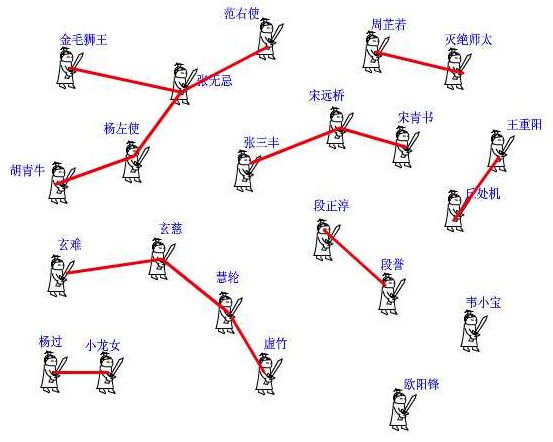 范右使
周芷若
金毛狮王
灭绝师太
张无忌
宋远桥
宋青书
杨左使
王重阳
张三丰
胡青牛
丘处机
段正淳
玄慈
玄难
段誉
慧轮
韦小宝
杨过
小龙女
虚竹
欧阳锋